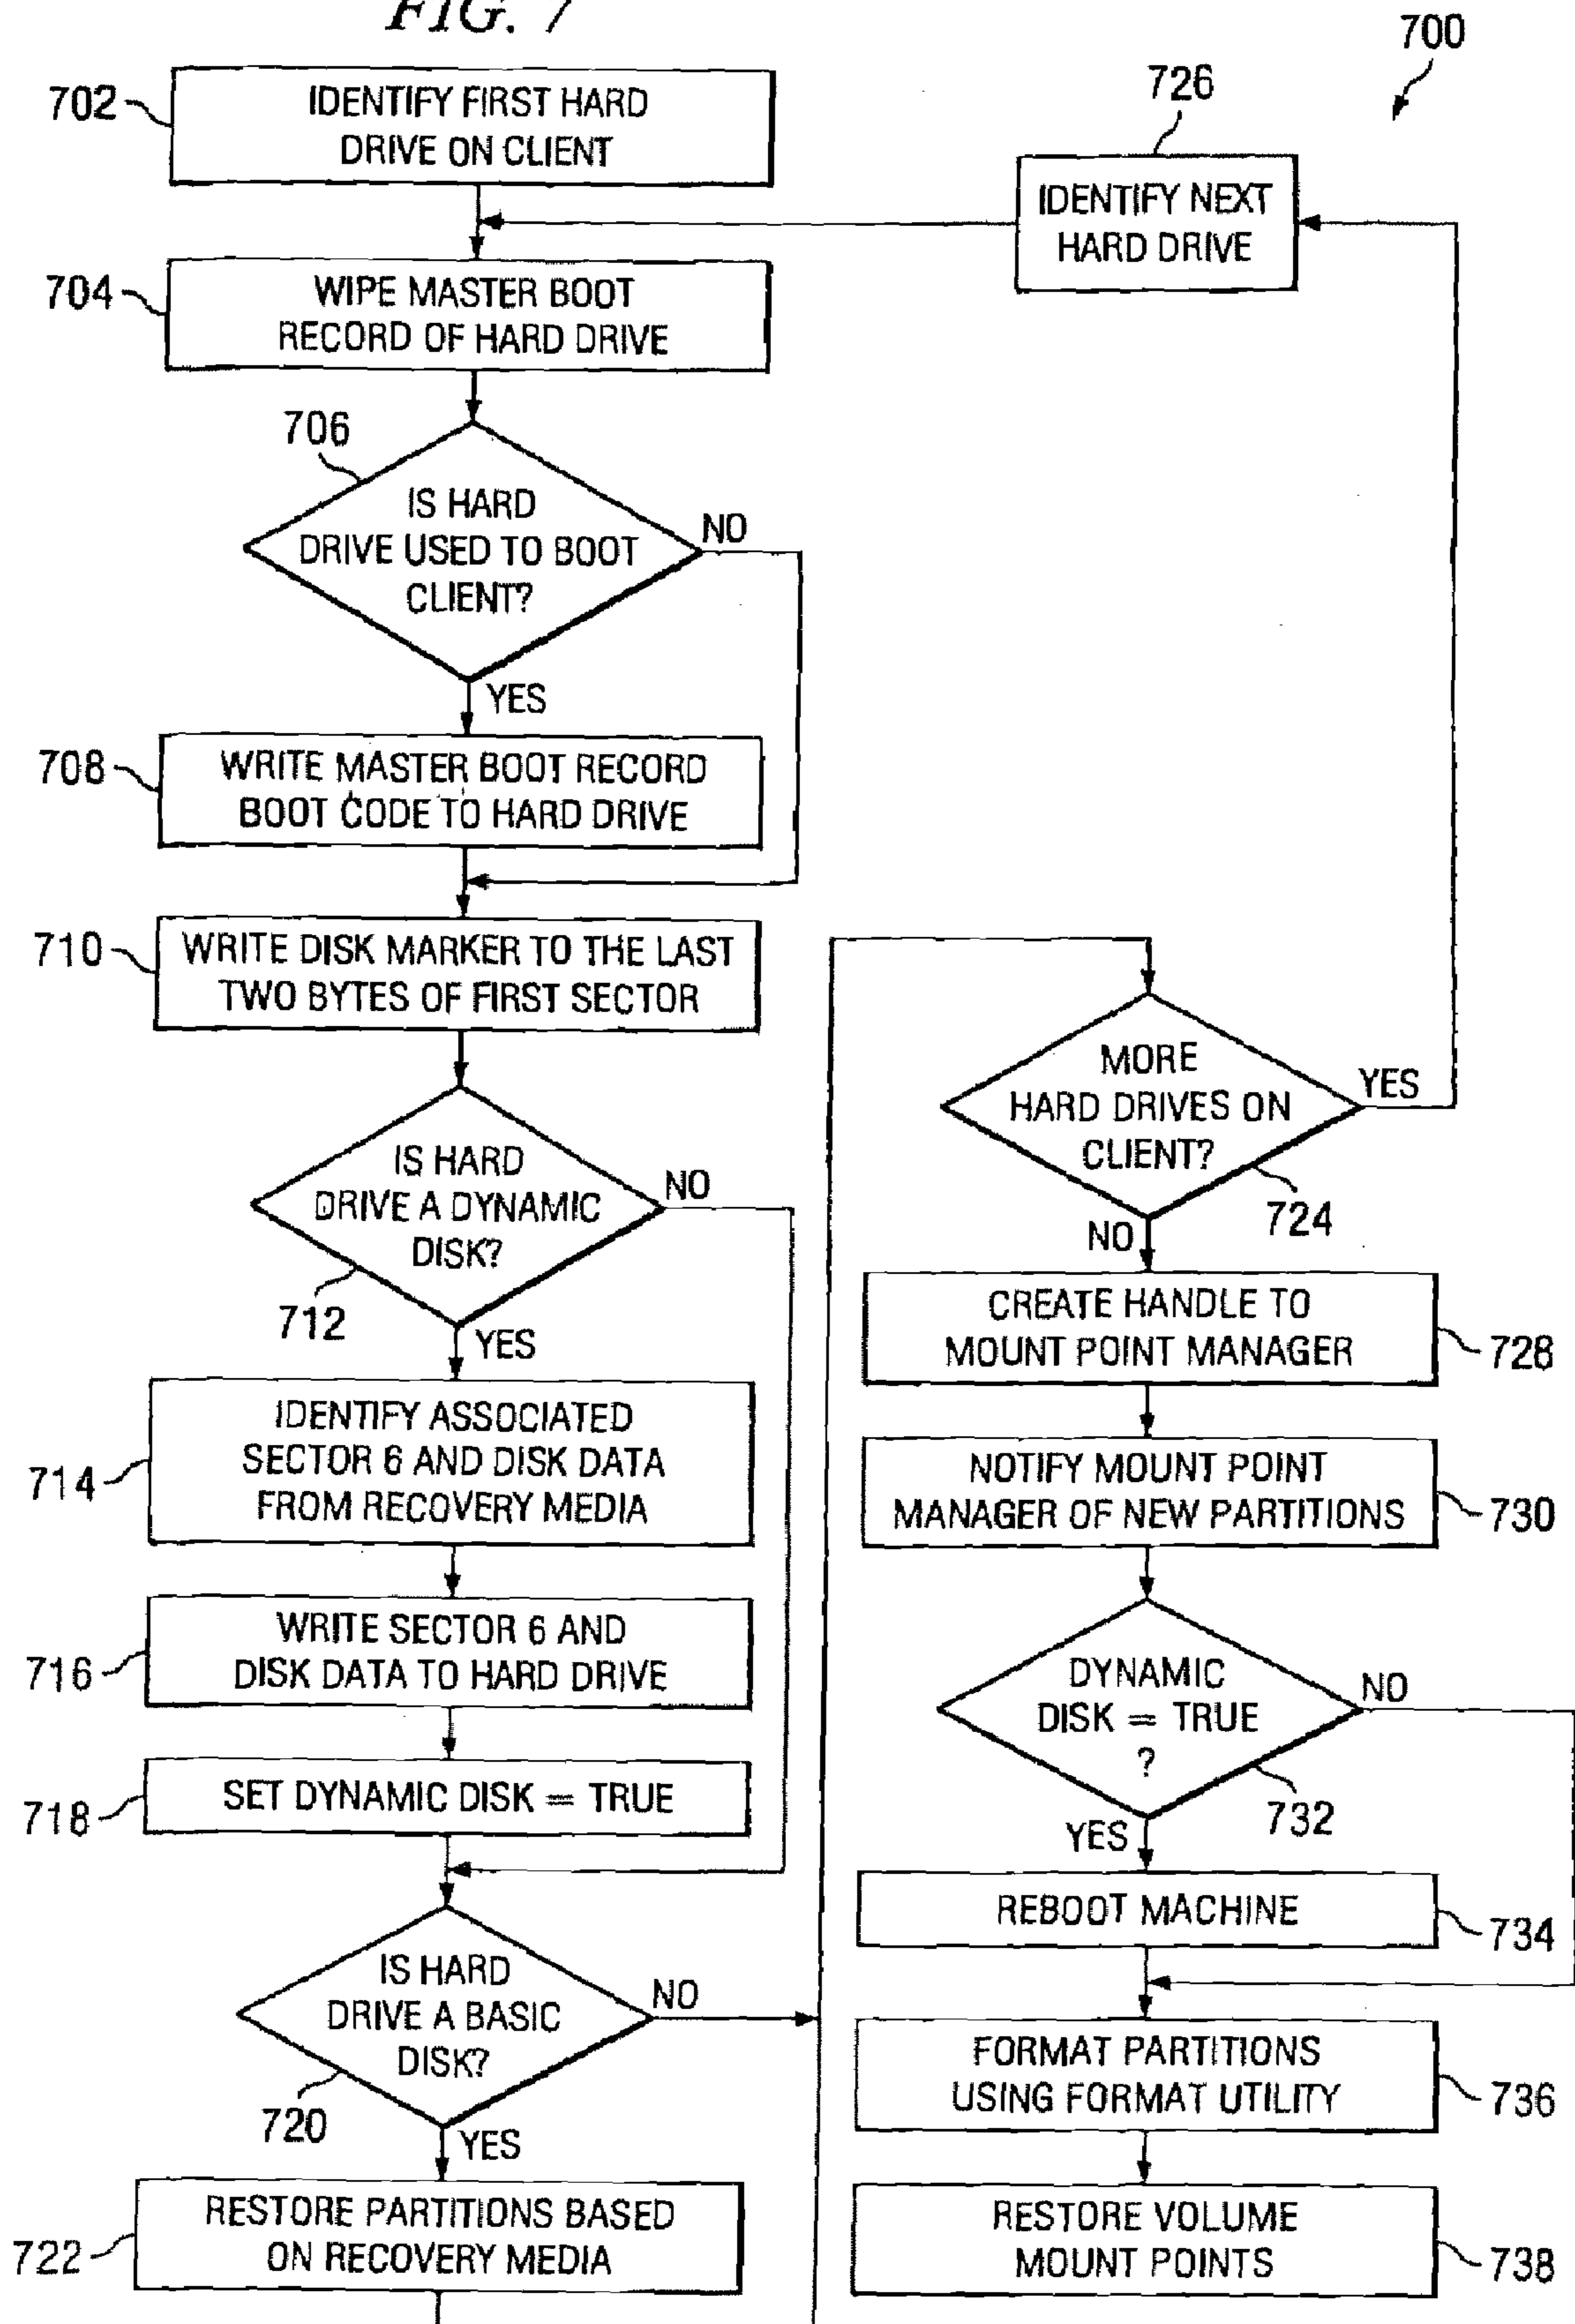 FIG. 7
700
702
IDENTIFY FIRST HARD
DRIVE ON CLIENT
726
IDENTIFY NEXT
HARD DRIVE
704
WIPE MASTER BOOT
RECORD OF HARD DRIVE
706
IS HARD
DRIVE USED TO BOOT
CLIENT?
NO
YES
708
WRITE MASTER BOOT RECORD
BOOT CODE TO HARD DRIVE
710
WRITE DISK MARKER TO THE LAST
TWO BYTES OF FIRST SECTOR
IS HARD
DRIVE A DYNAMIC
DISK?
NO
712
YES
714
IDENTIFY ASSOCIATED
SECTOR 6 AND DISK DATA
FROM RECOVERY MEDIA
716
WRITE SECTOR 6 AND
DISK DATA TO HARD DRIVE
718
SET DYNAMIC DISK = TRUE
IS HARD
DRIVE A BASIC
DISK?
NO
720
YES
722
RESTORE PARTITIONS BASED
ON RECOVERY MEDIA
MORE
HARD DRIVES ON
CLIENT?
YES
724
NO
CREATE HANDLE TO
MOUNT POINT MANAGER
728
NOTIFY MOUNT POINT
MANAGER OF NEW PARTITIONS
730
DYNAMIC
DISK = TRUE
?
NO
732
YES
REBOOT MACHINE
734
FORMAT PARTITIONS
USING FORMAT UTILITY
736
RESTORE VOLUME
MOUNT POINTS
738